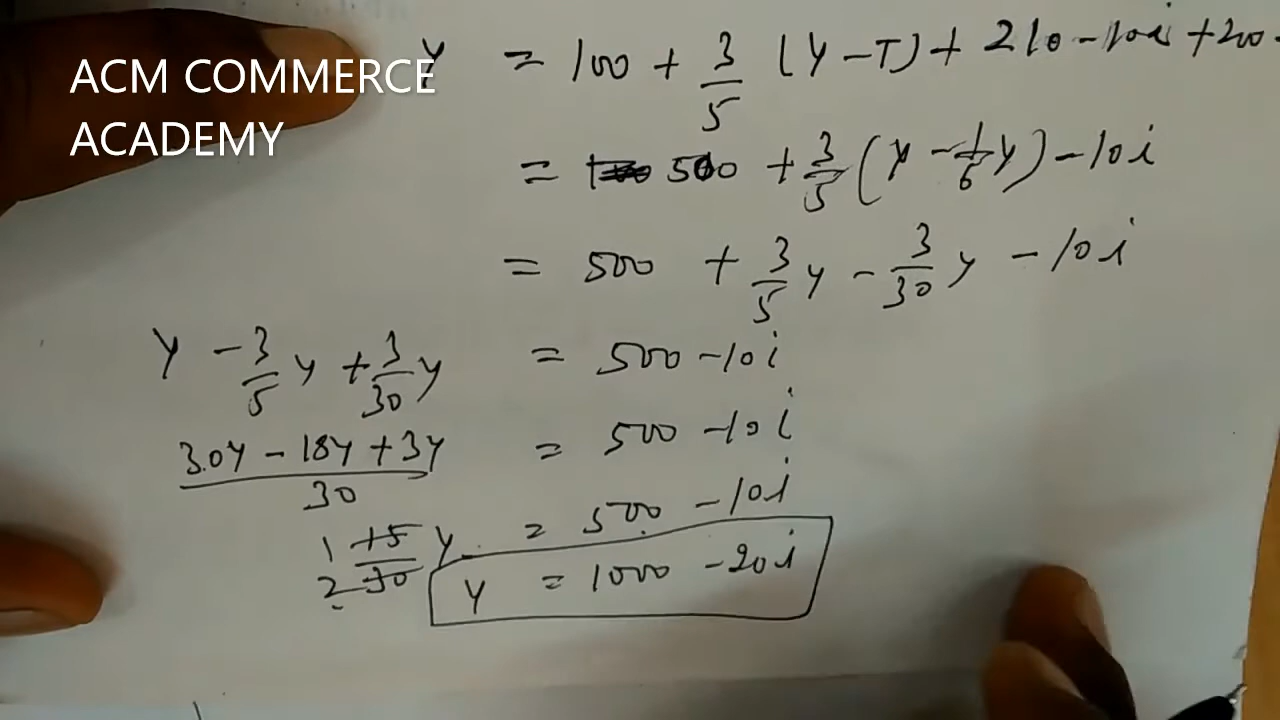 ACM COMMERCE
ACADEMY
Y = 100 + 3/5 (Y - T) + 210 - 10i + 200
= 500 + 3/5 (Y - 1/6 Y) - 10i
= 500 + 3/5 Y - 3/30 Y - 10i
Y - 3/5 Y + 3/30 Y = 500 - 10i
30Y - 18Y + 3Y / 30 = 500 - 10i
1 15 / 2 30 Y = 500 - 10i
Y = 1000 - 20i